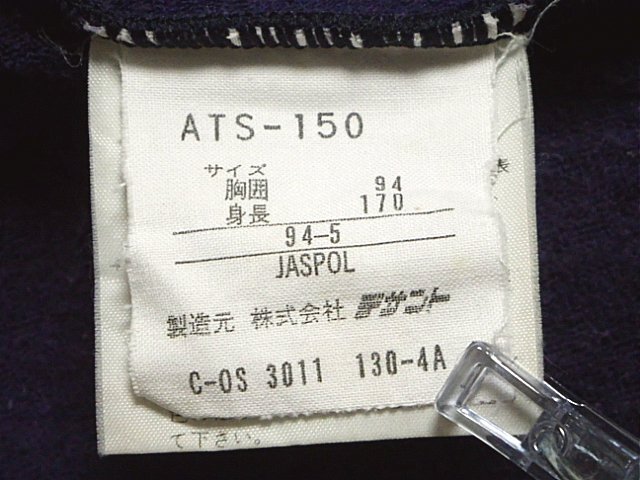 ATS-150
サイズ
胸囲 94
身長 170
94-5
JASPOL
製造元 株式会社 デサント
C-OS 3011 130-4A
表
て下さい。